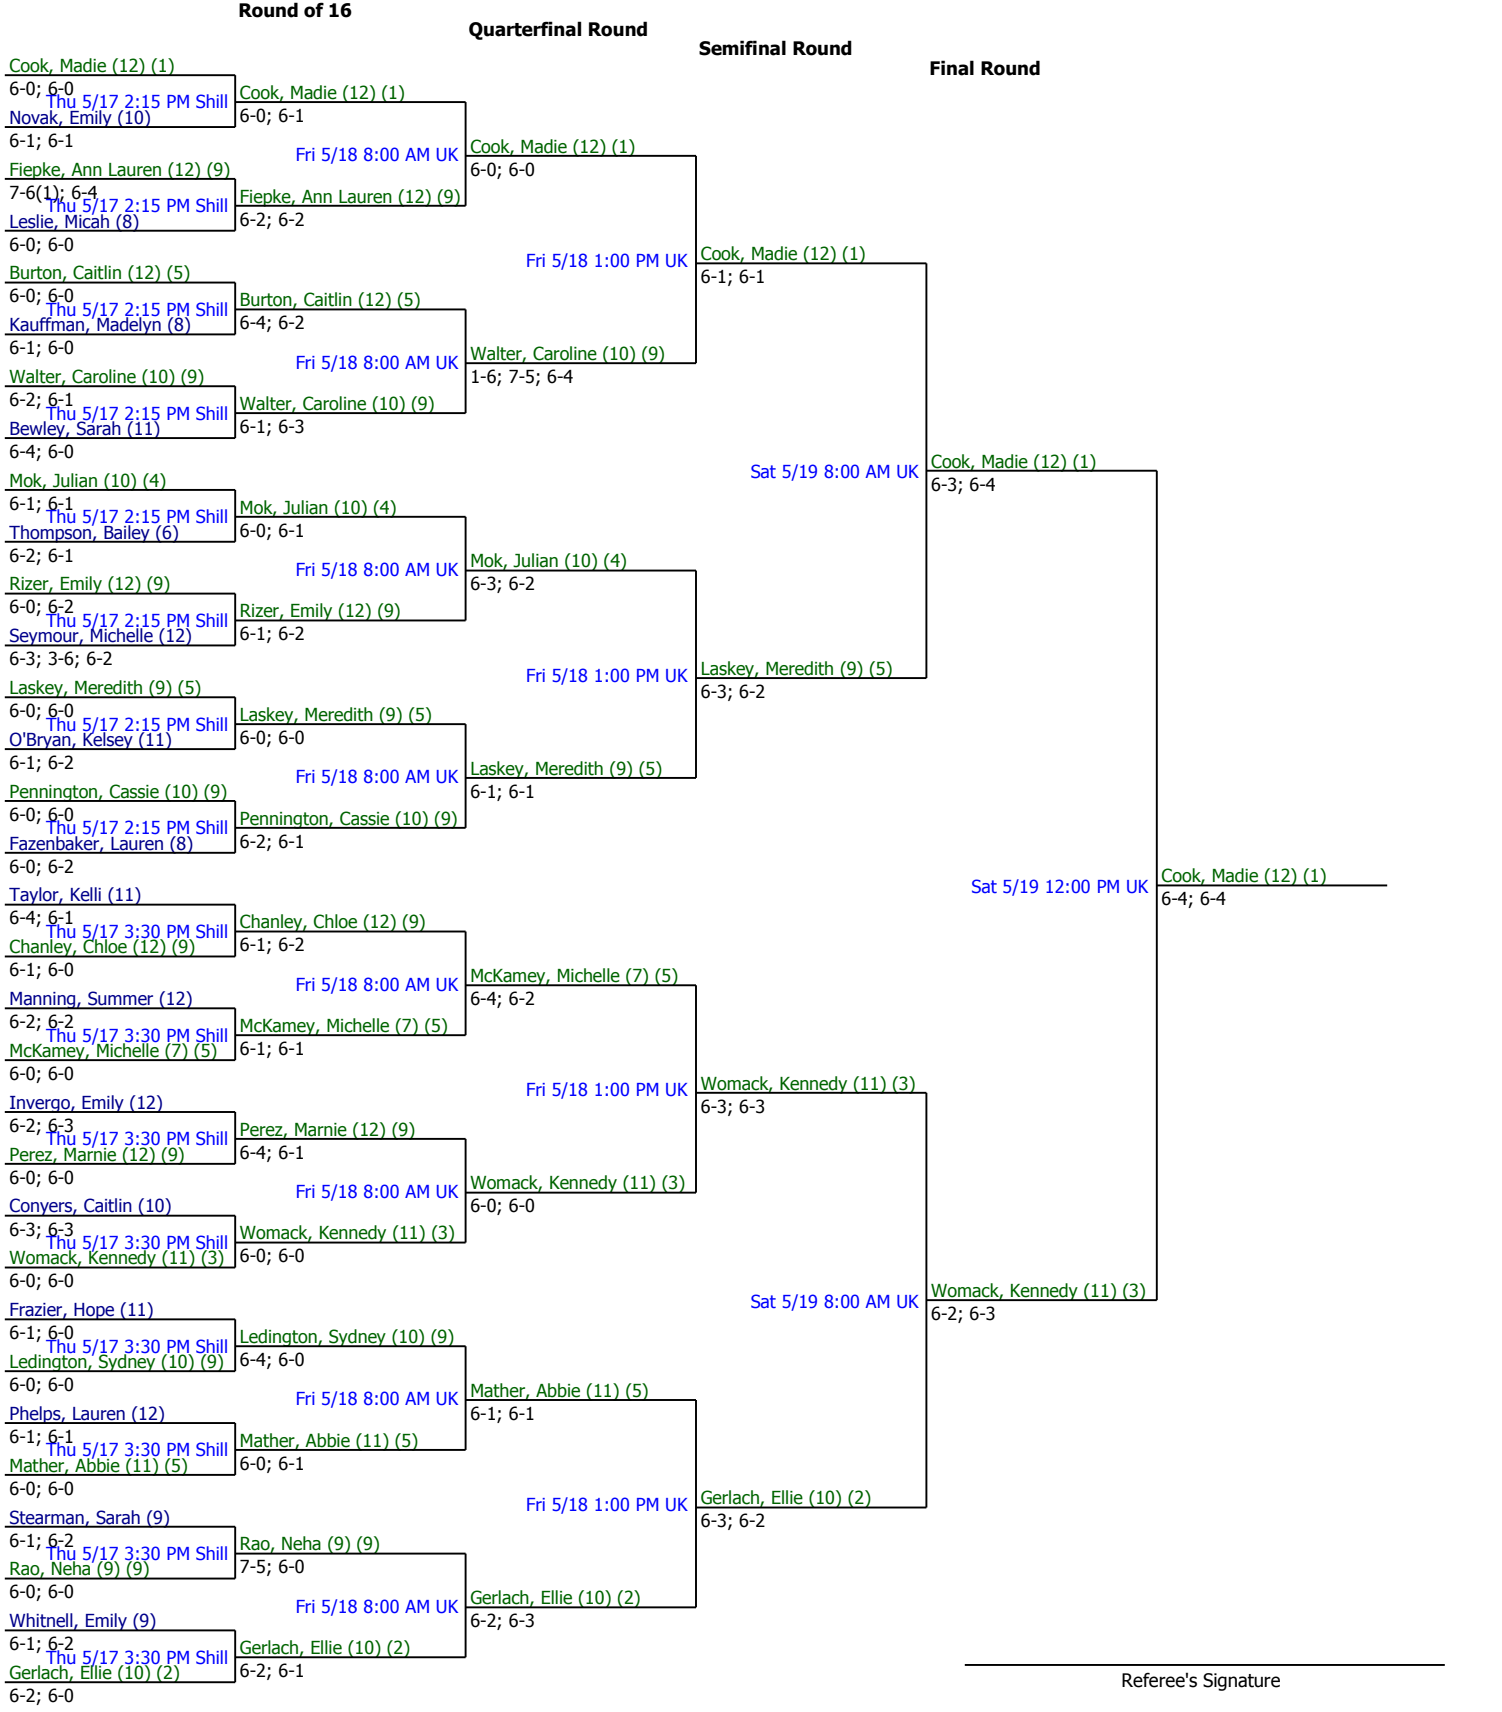 Round of 16
Quarterfinal Round
Semifinal Round
Final Round
Cook, Madie (12) (1)
6-0; 6-0
Thu 5/17 2:15 PM Shill
Novak, Emily (10)
6-1; 6-1
Fiepke, Ann Lauren (12) (9)
7-6(1); 6-4
Thu 5/17 2:15 PM Shill
Leslie, Micah (8)
6-0; 6-0
Burton, Caitlin (12) (5)
6-0; 6-0
Thu 5/17 2:15 PM Shill
Kauffman, Madelyn (8)
6-1; 6-0
Walter, Caroline (10) (9)
6-2; 6-1
Thu 5/17 2:15 PM Shill
Bewley, Sarah (11)
6-4; 6-0
Mok, Julian (10) (4)
6-1; 6-1
Thu 5/17 2:15 PM Shill
Thompson, Bailey (6)
6-2; 6-1
Rizer, Emily (12) (9)
6-0; 6-2
Thu 5/17 2:15 PM Shill
Seymour, Michelle (12)
6-3; 3-6; 6-2
Laskey, Meredith (9) (5)
6-0; 6-0
Thu 5/17 2:15 PM Shill
O'Bryan, Kelsey (11)
6-1; 6-2
Pennington, Cassie (10) (9)
6-0; 6-0
Thu 5/17 2:15 PM Shill
Fazenbaker, Lauren (8)
6-0; 6-2
Taylor, Kelli (11)
6-4; 6-1
Thu 5/17 3:30 PM Shill
Chanley, Chloe (12) (9)
6-1; 6-0
Manning, Summer (12)
6-2; 6-2
Thu 5/17 3:30 PM Shill
McKamey, Michelle (7) (5)
6-0; 6-0
Invergo, Emily (12)
6-2; 6-3
Thu 5/17 3:30 PM Shill
Perez, Marnie (12) (9)
6-0; 6-0
Conyers, Caitlin (10)
6-3; 6-3
Thu 5/17 3:30 PM Shill
Womack, Kennedy (11) (3)
6-0; 6-0
Frazier, Hope (11)
6-1; 6-0
Thu 5/17 3:30 PM Shill
Ledington, Sydney (10) (9)
6-0; 6-0
Phelps, Lauren (12)
6-1; 6-1
Thu 5/17 3:30 PM Shill
Mather, Abbie (11) (5)
6-0; 6-0
Stearman, Sarah (9)
6-1; 6-2
Thu 5/17 3:30 PM Shill
Rao, Neha (9) (9)
6-0; 6-0
Whitnell, Emily (9)
6-1; 6-2
Thu 5/17 3:30 PM Shill
Gerlach, Ellie (10) (2)
6-2; 6-0
Cook, Madie (12) (1)
6-0; 6-1
Fri 5/18 8:00 AM UK
Fiepke, Ann Lauren (12) (9)
6-2; 6-2
Burton, Caitlin (12) (5)
6-4; 6-2
Fri 5/18 8:00 AM UK
Walter, Caroline (10) (9)
6-1; 6-3
Mok, Julian (10) (4)
6-0; 6-1
Fri 5/18 8:00 AM UK
Rizer, Emily (12) (9)
6-1; 6-2
Laskey, Meredith (9) (5)
6-0; 6-0
Fri 5/18 8:00 AM UK
Pennington, Cassie (10) (9)
6-2; 6-1
Chanley, Chloe (12) (9)
6-1; 6-2
Fri 5/18 8:00 AM UK
McKamey, Michelle (7) (5)
6-1; 6-1
Perez, Marnie (12) (9)
6-4; 6-1
Fri 5/18 8:00 AM UK
Womack, Kennedy (11) (3)
6-0; 6-0
Ledington, Sydney (10) (9)
6-4; 6-0
Fri 5/18 8:00 AM UK
Mather, Abbie (11) (5)
6-0; 6-1
Rao, Neha (9) (9)
7-5; 6-0
Fri 5/18 8:00 AM UK
Gerlach, Ellie (10) (2)
6-2; 6-1
Cook, Madie (12) (1)
6-0; 6-0
Fri 5/18 1:00 PM UK
Walter, Caroline (10) (9)
1-6; 7-5; 6-4
Mok, Julian (10) (4)
6-3; 6-2
Fri 5/18 1:00 PM UK
Laskey, Meredith (9) (5)
6-1; 6-1
McKamey, Michelle (7) (5)
6-4; 6-2
Fri 5/18 1:00 PM UK
Womack, Kennedy (11) (3)
6-0; 6-0
Mather, Abbie (11) (5)
6-1; 6-1
Fri 5/18 1:00 PM UK
Gerlach, Ellie (10) (2)
6-2; 6-3
Cook, Madie (12) (1)
6-1; 6-1
Sat 5/19 8:00 AM UK
Laskey, Meredith (9) (5)
6-3; 6-2
Womack, Kennedy (11) (3)
6-3; 6-3
Sat 5/19 8:00 AM UK
Gerlach, Ellie (10) (2)
6-3; 6-2
Cook, Madie (12) (1)
6-3; 6-4
Sat 5/19 12:00 PM UK
Womack, Kennedy (11) (3)
6-2; 6-3
Cook, Madie (12) (1)
6-4; 6-4
Referee's Signature